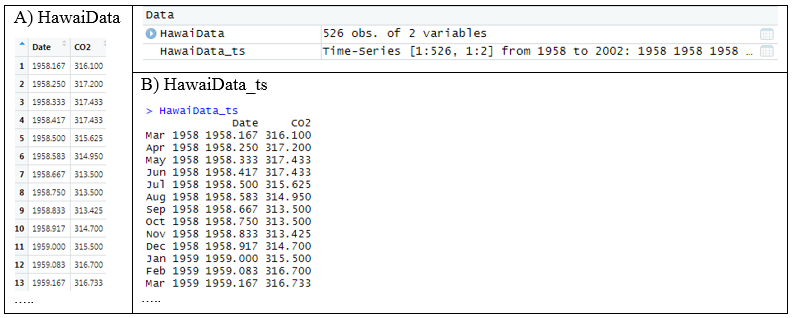 A) HawaiData
Date CO2
1 1958.167 316.100
2 1958.250 317.200
3 1958.333 317.433
4 1958.417 317.433
5 1958.500 315.625
6 1958.583 314.950
7 1958.667 313.500
8 1958.750 313.500
9 1958.833 313.425
10 1958.917 314.700
11 1959.000 315.500
12 1959.083 316.700
13 1959.167 316.733
.....
Data
HawaiData 526 obs. of 2 variables
HawaiData_ts Time-Series [1:526, 1:2] from 1958 to 2002: 1958 1958 1958 …
B) HawaiData_ts
> HawaiData_ts
Date CO2
Mar 1958 1958.167 316.100
Apr 1958 1958.250 317.200
May 1958 1958.333 317.433
Jun 1958 1958.417 317.433
Jul 1958 1958.500 315.625
Aug 1958 1958.583 314.950
Sep 1958 1958.667 313.500
Oct 1958 1958.750 313.500
Nov 1958 1958.833 313.425
Dec 1958 1958.917 314.700
Jan 1959 1959.000 315.500
Feb 1959 1959.083 316.700
Mar 1959 1959.167 316.733
.....